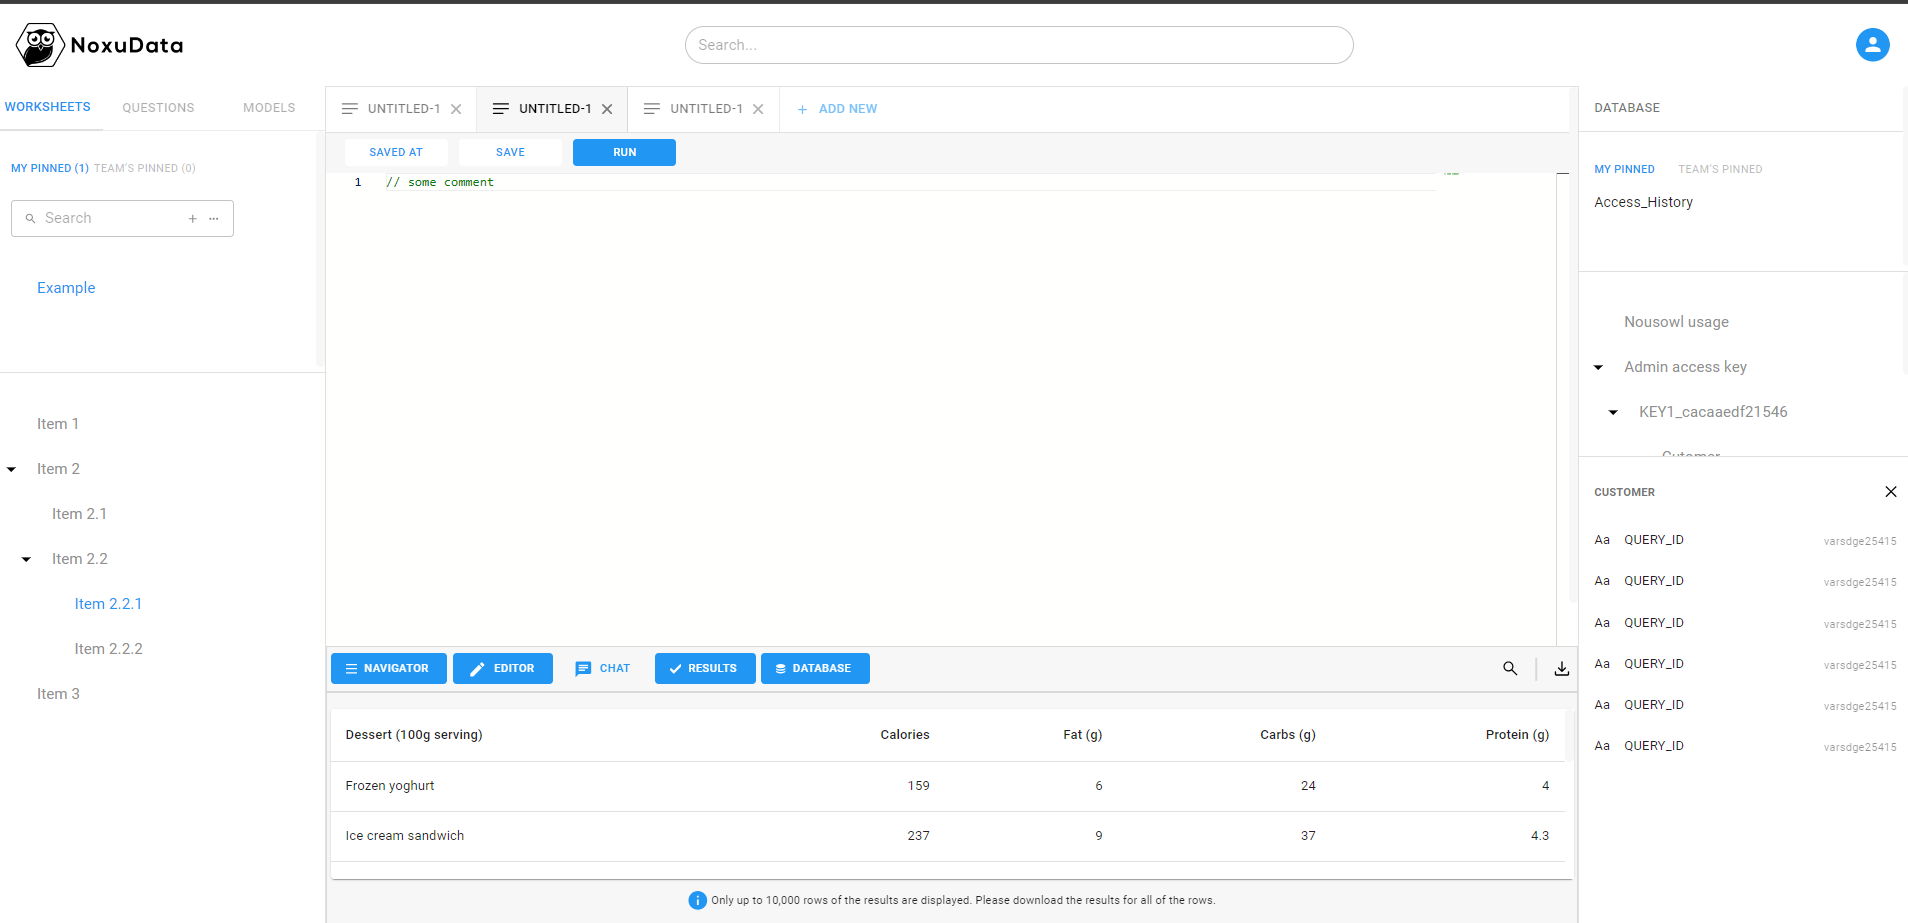 NoxuData
Search...
WORKSHEETS QUESTIONS MODELS
MY PINNED (1) TEAM'S PINNED (0)
Search
Example
Item 1
Item 2
Item 2.1
Item 2.2
Item 2.2.1
Item 2.2.2
Item 3
UNTITLED-1 UNTITLED-1 UNTITLED-1 + ADD NEW
SAVED AT SAVE RUN
1 // some comment
NAVIGATOR EDITOR CHAT RESULTS DATABASE
Dessert (100g serving) Calories Fat (g) Carbs (g) Protein (g)
Frozen yoghurt 159 6 24 4
Ice cream sandwich 237 9 37 4.3
Only up to 10,000 rows of the results are displayed. Please download the results for all of the rows.
DATABASE
MY PINNED TEAM'S PINNED
Access_History
Nousowl usage
Admin access key
KEY1_cacaaedf21546
Cutomer
CUSTOMER
Aa QUERY_ID varsdge25415
Aa QUERY_ID varsdge25415
Aa QUERY_ID varsdge25415
Aa QUERY_ID varsdge25415
Aa QUERY_ID varsdge25415
Aa QUERY_ID varsdge25415